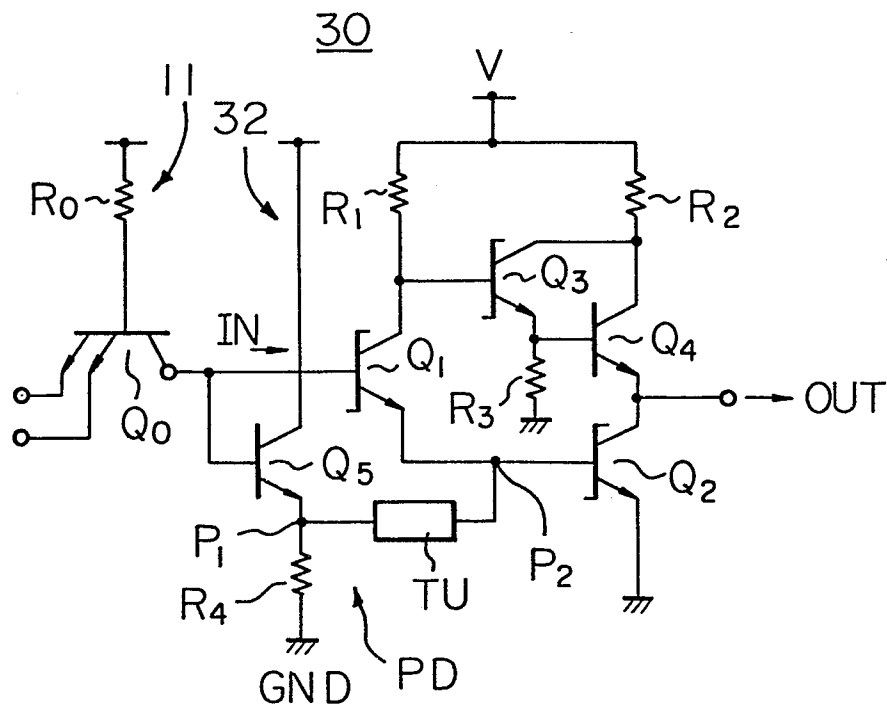 30
11
32
V
R0
R1
R2
Q3
IN
Q1
Q4
Q0
R3
OUT
Q5
Q2
P1
TU
P2
R4
GND
PD